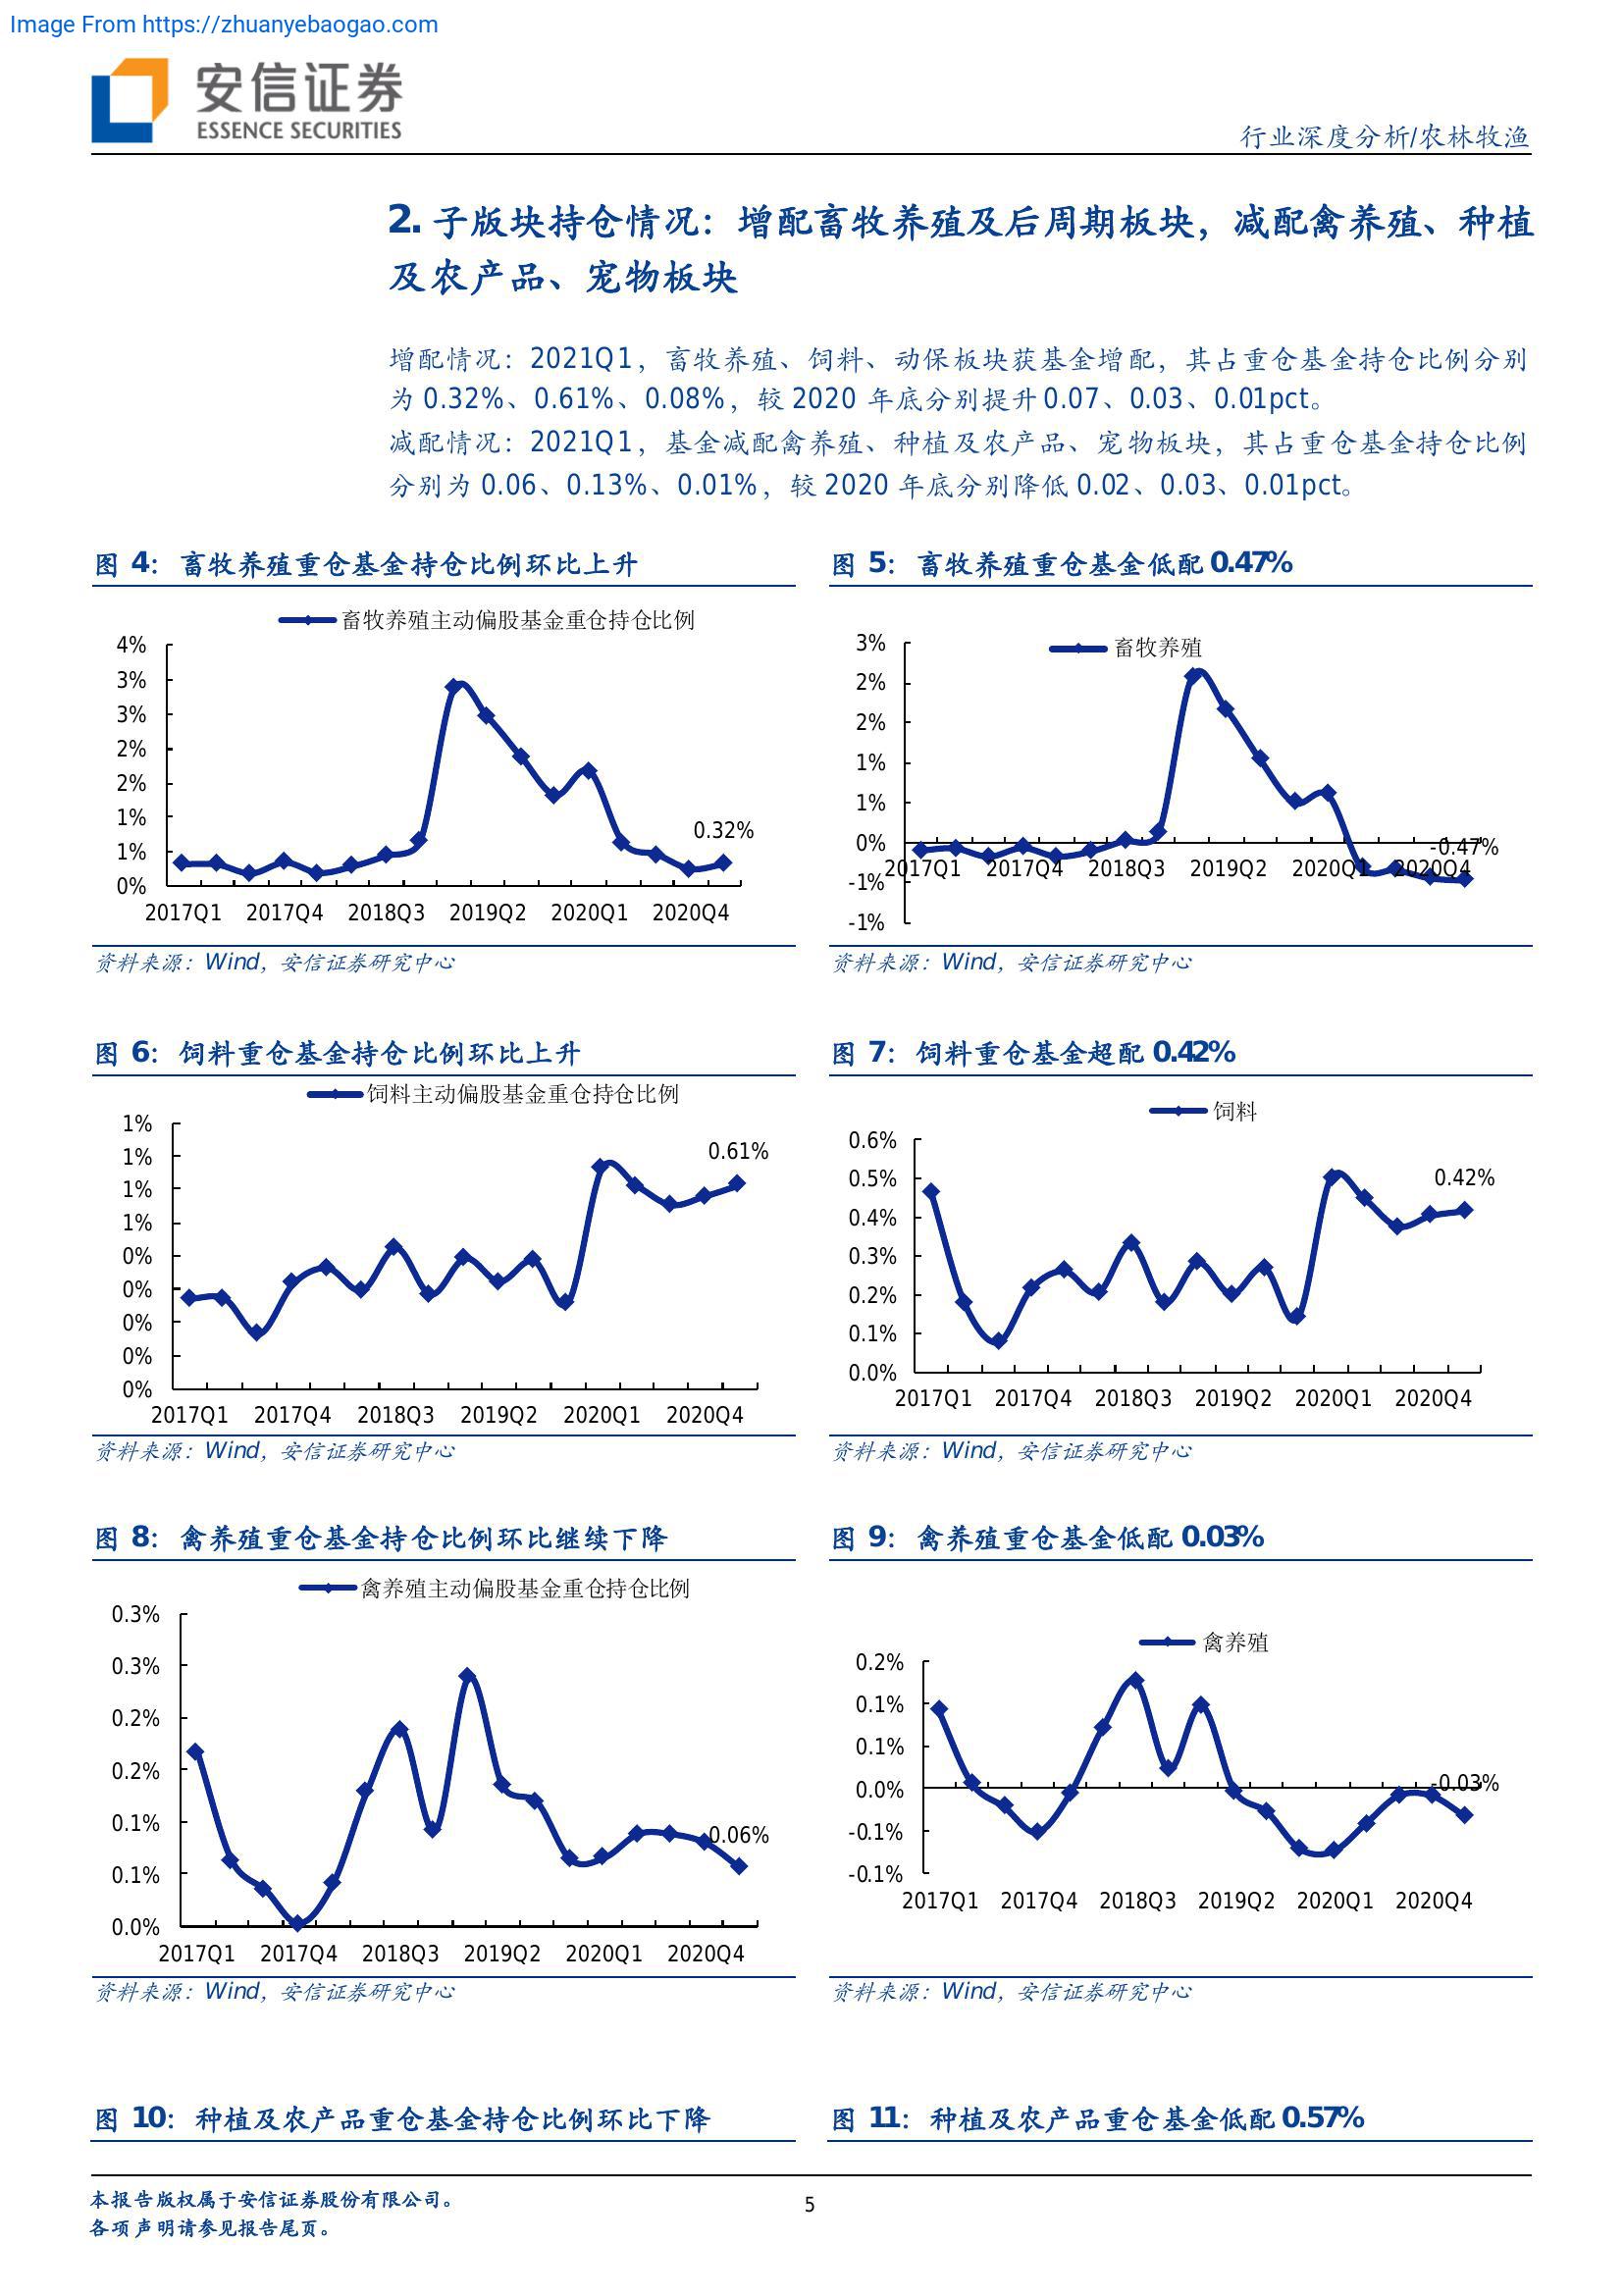 Image From https://zhuanyebaogao.com
安信证券
ESSENCE SECURITIES
行业深度分析/农林牧渔
2. 子版块持仓情况：增配畜牧养殖及后周期板块，减配禽养殖、种植
及农产品、宠物板块
增配情况：2021Q1，畜牧养殖、饲料、动保板块获基金增配，其占重仓基金持仓比例分别
为 0.32%、0.61%、0.08%，较 2020 年底分别提升 0.07、0.03、0.01pct。
减配情况：2021Q1，基金减配禽养殖、种植及农产品、宠物板块，其占重仓基金持仓比例
分别为 0.06、0.13%、0.01%，较 2020 年底分别降低 0.02、0.03、0.01pct。
图 4：畜牧养殖重仓基金持仓比例环比上升
畜牧养殖主动偏股基金重仓持仓比例
4%
3%
3%
2%
2%
1%
1%
0%
0.32%
2017Q1 2017Q4 2018Q3 2019Q2 2020Q1 2020Q4
资料来源：Wind，安信证券研究中心
图 5：畜牧养殖重仓基金低配 0.47%
畜牧养殖
3%
2%
2%
1%
1%
0%
-1%
-1%
-0.47%
2017Q1 2017Q4 2018Q3 2019Q2 2020Q1 2020Q4
资料来源：Wind，安信证券研究中心
图 6：饲料重仓基金持仓比例环比上升
饲料主动偏股基金重仓持仓比例
1%
1%
1%
1%
0%
0%
0%
0%
0%
0.61%
2017Q1 2017Q4 2018Q3 2019Q2 2020Q1 2020Q4
资料来源：Wind，安信证券研究中心
图 7：饲料重仓基金超配 0.42%
饲料
0.6%
0.5%
0.4%
0.3%
0.2%
0.1%
0.0%
0.42%
2017Q1 2017Q4 2018Q3 2019Q2 2020Q1 2020Q4
资料来源：Wind，安信证券研究中心
图 8：禽养殖重仓基金持仓比例环比继续下降
禽养殖主动偏股基金重仓持仓比例
0.3%
0.3%
0.2%
0.2%
0.1%
0.1%
0.0%
0.06%
2017Q1 2017Q4 2018Q3 2019Q2 2020Q1 2020Q4
资料来源：Wind，安信证券研究中心
图 9：禽养殖重仓基金低配 0.03%
禽养殖
0.2%
0.1%
0.1%
0.0%
-0.1%
-0.1%
-0.03%
2017Q1 2017Q4 2018Q3 2019Q2 2020Q1 2020Q4
资料来源：Wind，安信证券研究中心
图 10：种植及农产品重仓基金持仓比例环比下降
图 11：种植及农产品重仓基金低配 0.57%
本报告版权属于安信证券股份有限公司。
各项声明请参见报告尾页。
5